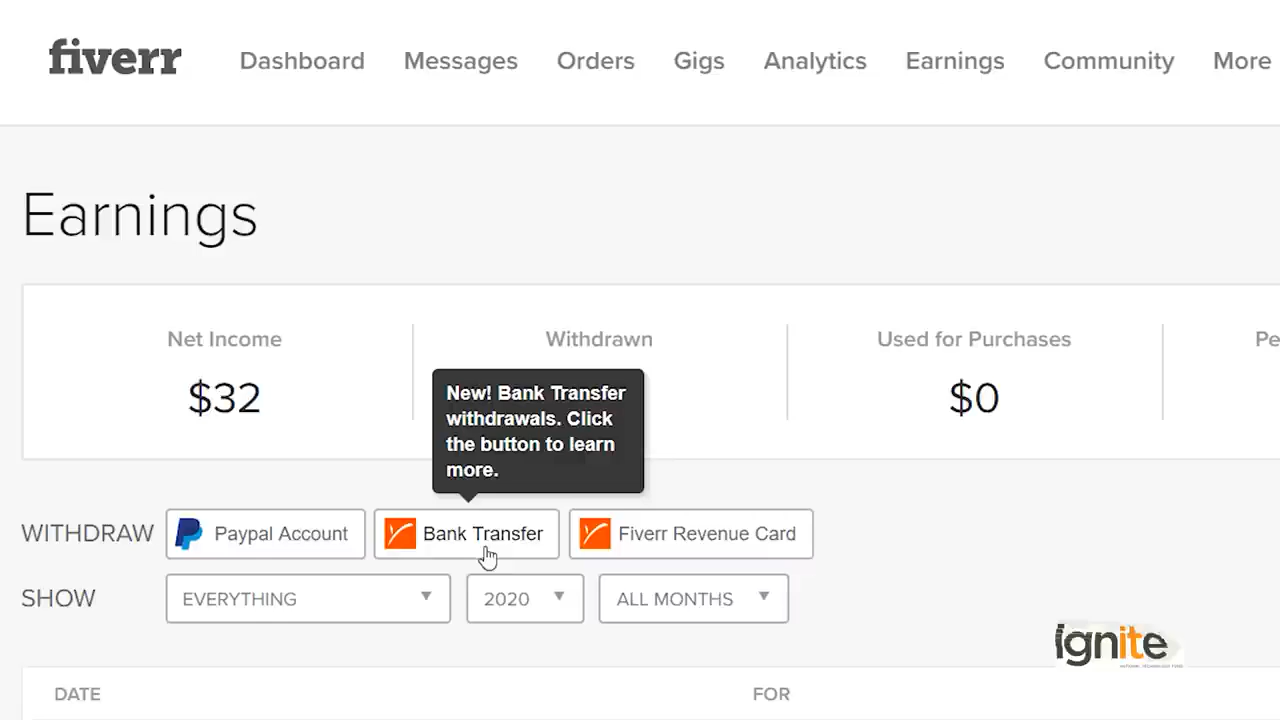 fiverr Dashboard Messages Orders Gigs Analytics Earnings Community More
Earnings
Net Income Withdrawn Used for Purchases Pe
$32 $0
New! Bank Transfer
withdrawals. Click
the button to learn
more.
WITHDRAW Paypal Account Bank Transfer Fiverr Revenue Card
SHOW EVERYTHING 2020 ALL MONTHS
ignite
DATE FOR